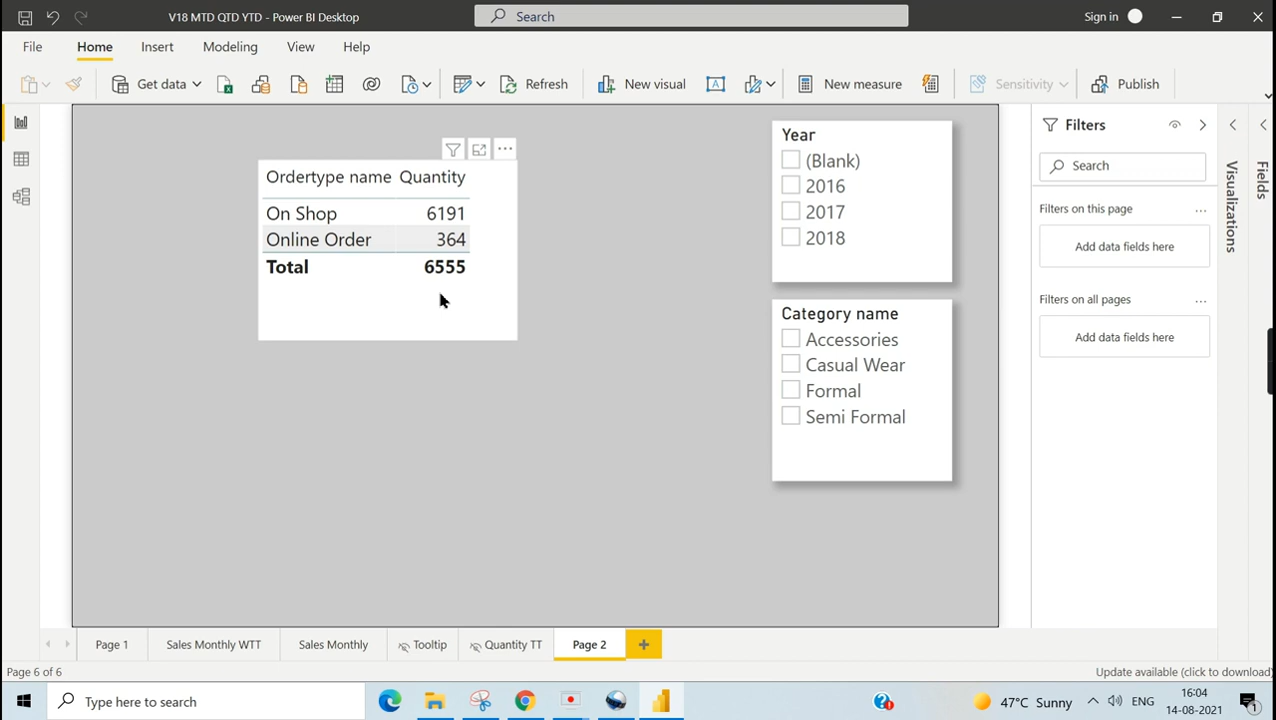 V18 MTD QTD YTD - Power BI Desktop
Search
Sign in
File
Home
Insert
Modeling
View
Help
Get data
Refresh
New visual
New measure
Sensitivity
Publish
Ordertype name Quantity
On Shop 6191
Online Order 364
Total 6555
Year
(Blank)
2016
2017
2018
Category name
Accessories
Casual Wear
Formal
Semi Formal
Filters
Search
Filters on this page
Add data fields here
Filters on all pages
Add data fields here
Visualizations
Fields
Page 1
Sales Monthly WTT
Sales Monthly
Tooltip
Quantity TT
Page 2
Page 6 of 6
Update available (click to download)
Type here to search
47°C Sunny
ENG
16:04
14-08-2021
1